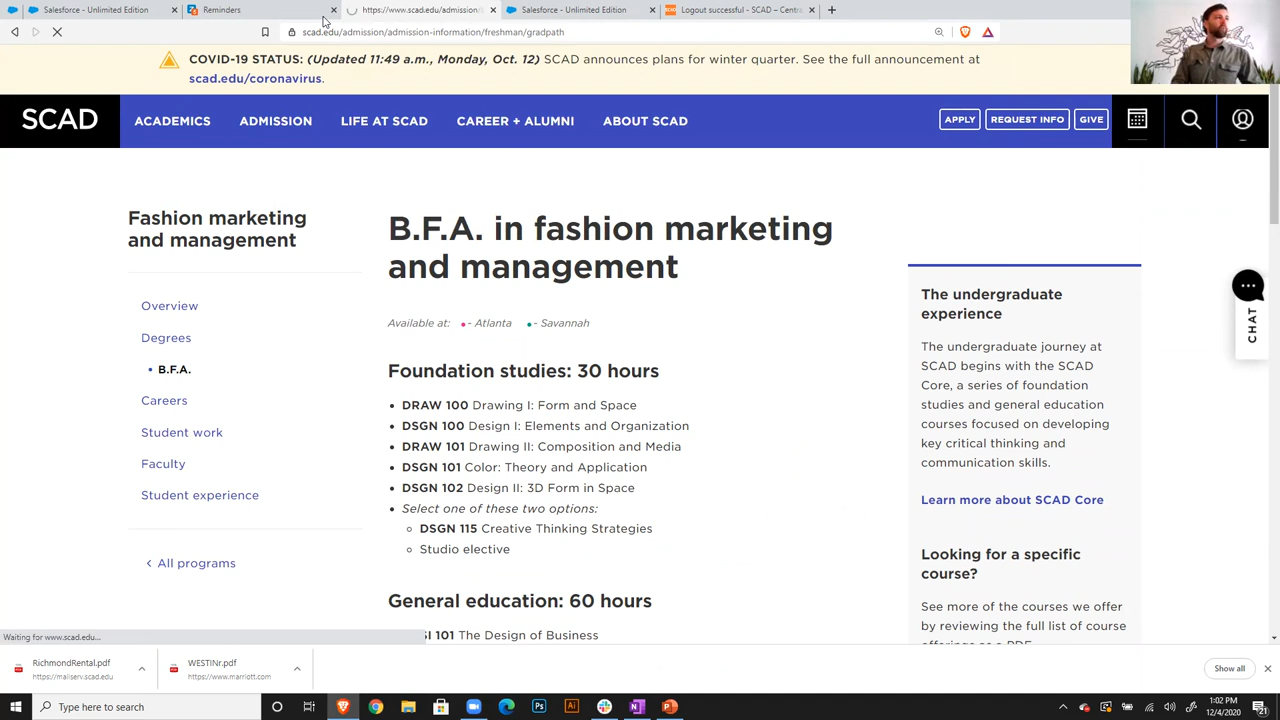 Salesforce - Unlimited Edition
Reminders
https://www.scad.edu/admission/
Salesforce - Unlimited Edition
Logout successful - SCAD – Centra
scad.edu/admission/admission-information/freshman/gradpath
COVID-19 STATUS: (Updated 11:49 a.m., Monday, Oct. 12) SCAD announces plans for winter quarter. See the full announcement at
scad.edu/coronavirus.
SCAD
ACADEMICS
ADMISSION
LIFE AT SCAD
CAREER + ALUMNI
ABOUT SCAD
APPLY
REQUEST INFO
GIVE
Fashion marketing
and management
Overview
Degrees
• B.F.A.
Careers
Student work
Faculty
Student experience
All programs
B.F.A. in fashion marketing
and management
Available at: • - Atlanta • - Savannah
Foundation studies: 30 hours
• DRAW 100 Drawing I: Form and Space
• DSGN 100 Design I: Elements and Organization
• DRAW 101 Drawing II: Composition and Media
• DSGN 101 Color: Theory and Application
• DSGN 102 Design II: 3D Form in Space
• Select one of these two options:
DSGN 115 Creative Thinking Strategies
Studio elective
General education: 60 hours
101 The Design of Business
The undergraduate
experience
The undergraduate journey at
SCAD begins with the SCAD
Core, a series of foundation
studies and general education
courses focused on developing
key critical thinking and
communication skills.
Learn more about SCAD Core
Looking for a specific
course?
See more of the courses we offer
by reviewing the full list of course
offerings as a PDF.
CHAT
Waiting for www.scad.edu...
RichmondRental.pdf
https://mailserv.scad.edu
WESTINr.pdf
https://www.marriott.com
Show all
Type here to search
1:02 PM
12/4/2020
21